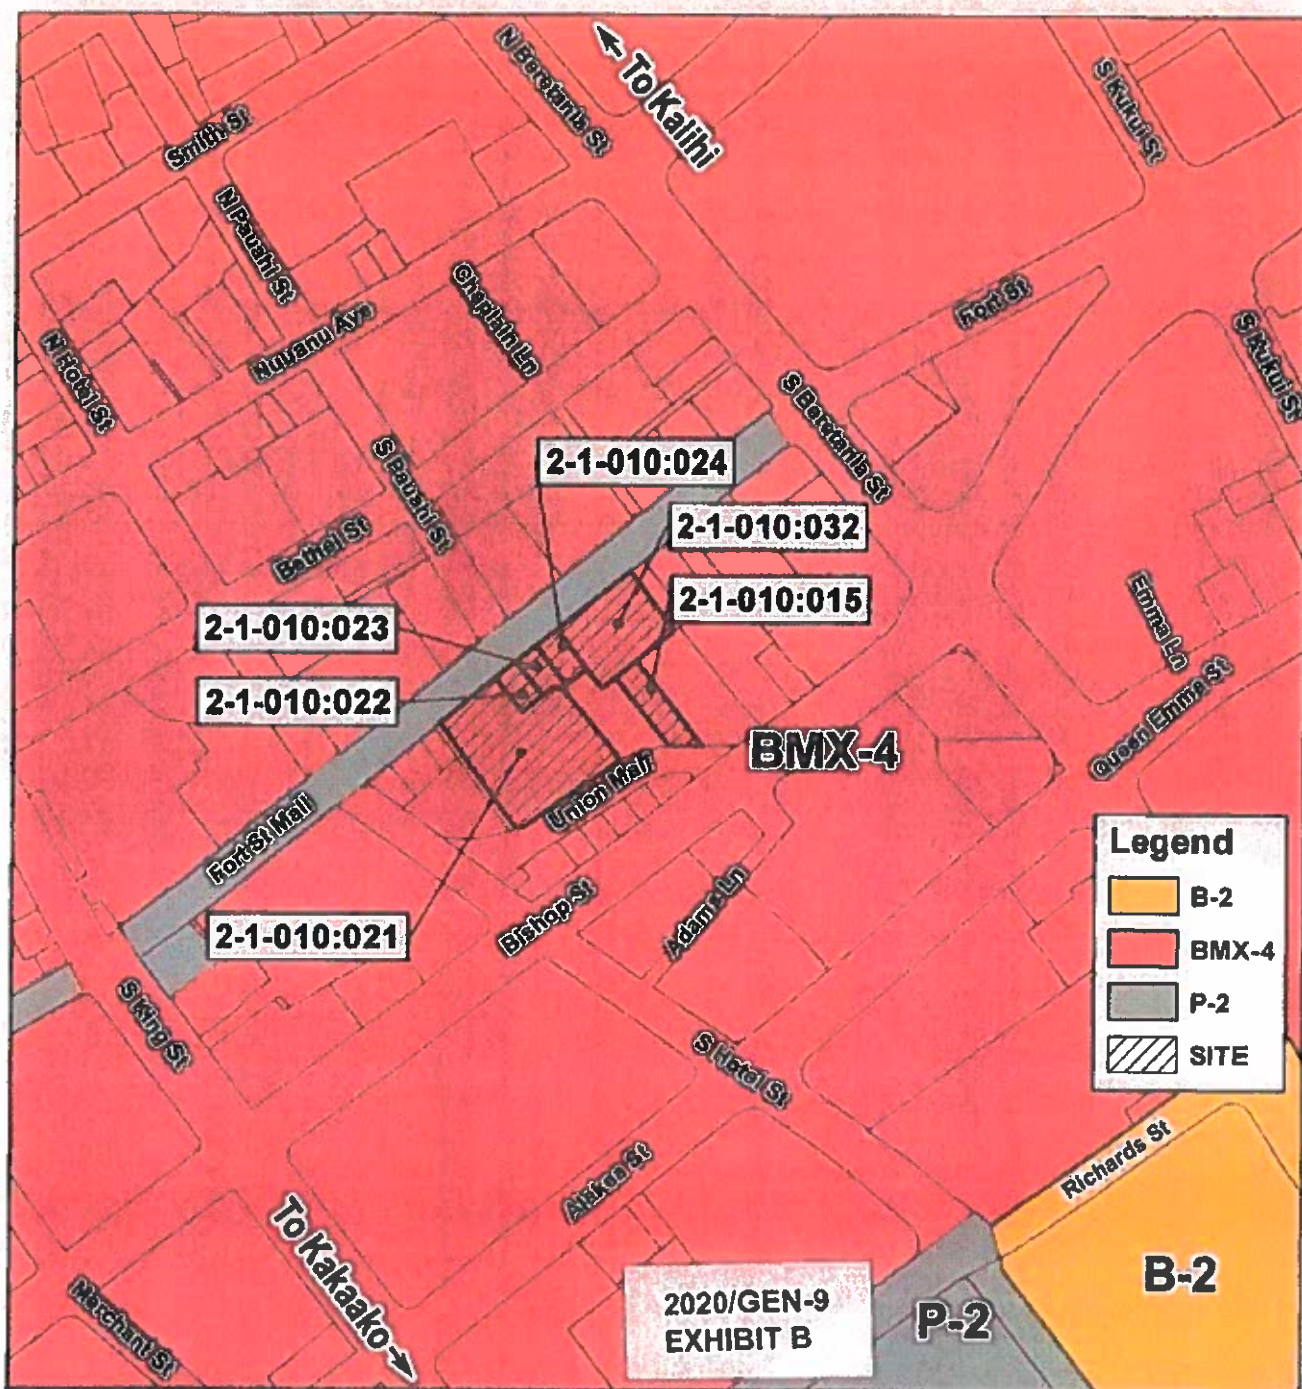 N Beretania St
To Kalihi
S Kukui St
Smith St
N Pauahi St
Chaplain Ln
Fort St
Nuuanu Ave
N Hotel St
S Kukui St
S Beretania St
2-1-010:024
S Pauahi St
2-1-010:032
Bethel St
2-1-010:015
Emma Ln
2-1-010:023
2-1-010:022
Queen Emma St
BMX-4
Union Mall
Fort St Mall
Legend
B-2
BMX-4
P-2
SITE
2-1-010:021
Bishop St
Adams Ln
S King St
S Hotel St
Richards St
Alakea St
To Kakaako
B-2
P-2
2020/GEN-9
EXHIBIT B
Merchant St